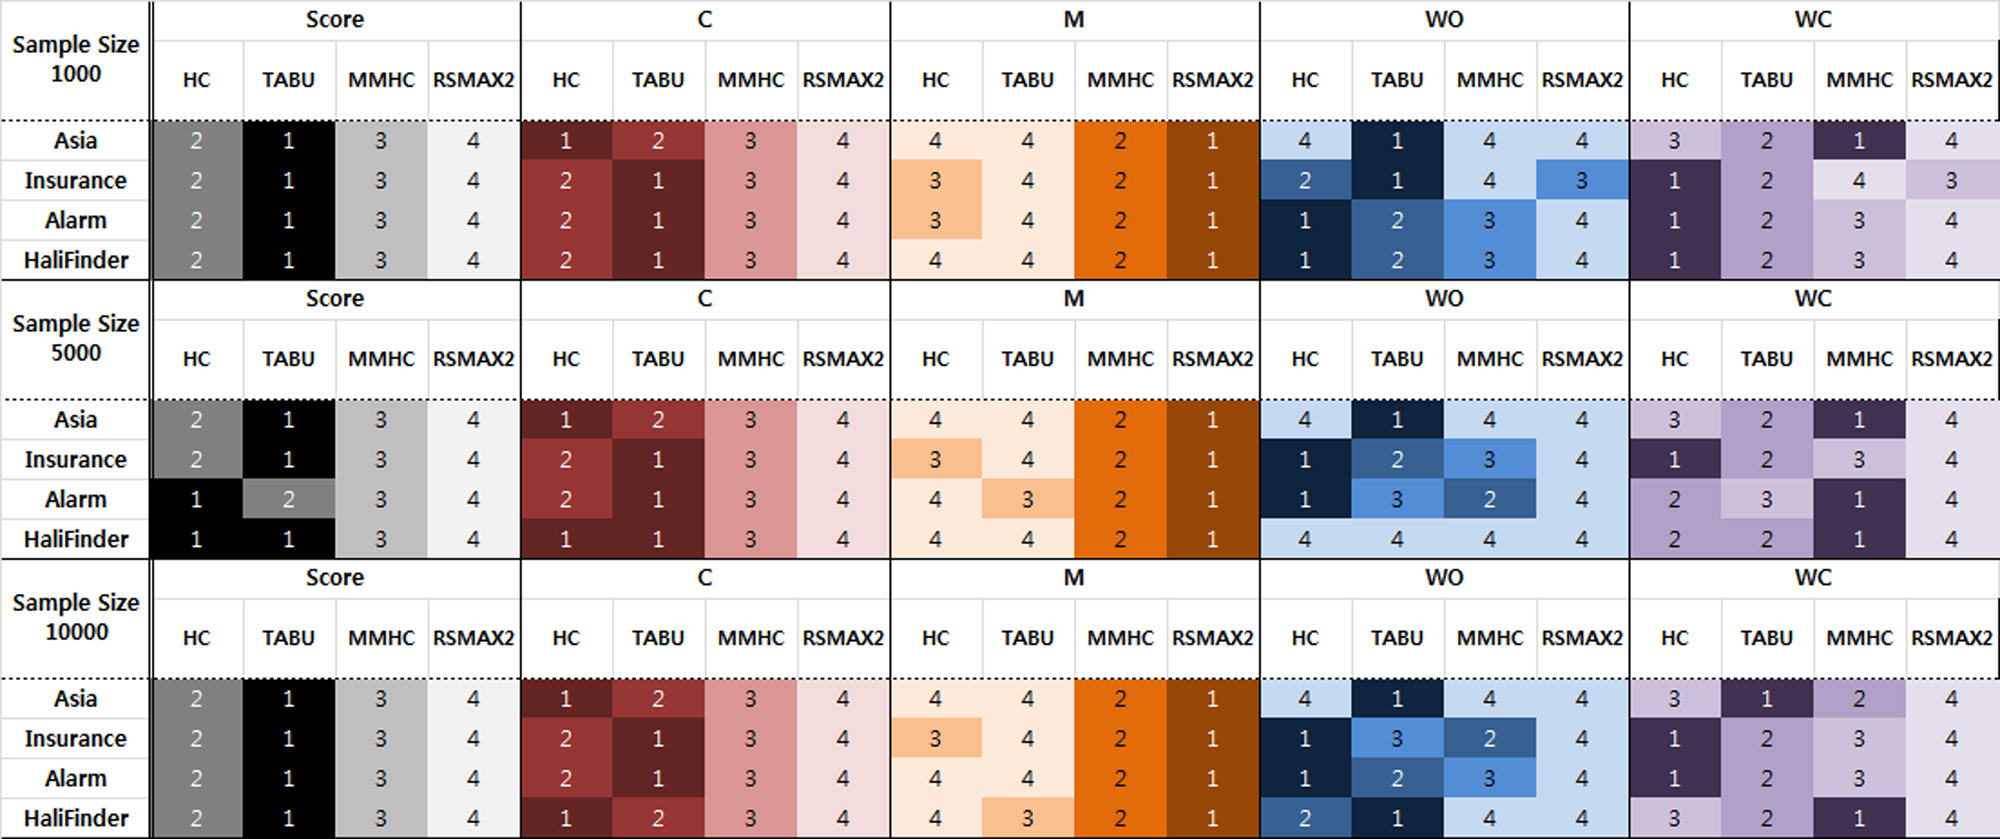 Sample Size 1000 Score C M WO WC
HC TABU MMHC RSMAX2 HC TABU MMHC RSMAX2 HC TABU MMHC RSMAX2 HC TABU MMHC RSMAX2 HC TABU MMHC RSMAX2
Asia 2 1 3 4 1 2 3 4 4 4 2 1 4 1 4 4 3 2 1 4
Insurance 2 1 3 4 2 1 3 4 3 4 2 1 2 1 4 3 1 2 4 3
Alarm 2 1 3 4 2 1 3 4 3 4 2 1 1 2 3 4 1 2 3 4
HaliFinder 2 1 3 4 2 1 3 4 4 4 2 1 1 2 3 4 1 2 3 4
Sample Size 5000 Score C M WO WC
HC TABU MMHC RSMAX2 HC TABU MMHC RSMAX2 HC TABU MMHC RSMAX2 HC TABU MMHC RSMAX2 HC TABU MMHC RSMAX2
Asia 2 1 3 4 1 2 3 4 4 4 2 1 4 1 4 4 3 2 1 4
Insurance 2 1 3 4 2 1 3 4 3 4 2 1 1 2 3 4 1 2 3 4
Alarm 1 2 3 4 2 1 3 4 4 3 2 1 1 3 2 4 2 3 1 4
HaliFinder 1 1 3 4 1 1 3 4 4 4 2 1 4 4 4 4 2 2 1 4
Sample Size 10000 Score C M WO WC
HC TABU MMHC RSMAX2 HC TABU MMHC RSMAX2 HC TABU MMHC RSMAX2 HC TABU MMHC RSMAX2 HC TABU MMHC RSMAX2
Asia 2 1 3 4 1 2 3 4 4 4 2 1 4 1 4 4 3 1 2 4
Insurance 2 1 3 4 2 1 3 4 3 4 2 1 1 3 2 4 1 2 3 4
Alarm 2 1 3 4 2 1 3 4 4 4 2 1 1 2 3 4 1 2 3 4
HaliFinder 2 1 3 4 1 2 3 4 4 3 2 1 2 1 4 4 3 2 1 4